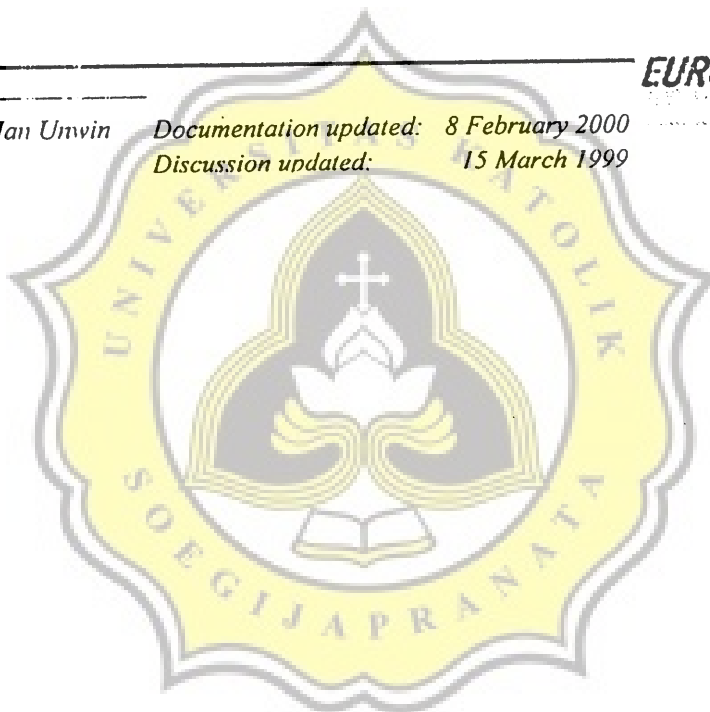 EUR
Ian Unwin Documentation updated: 8 February 2000
Discussion updated: 15 March 1999
UNIVERSITAS KATOLIK
SOEGIJAPRANATA